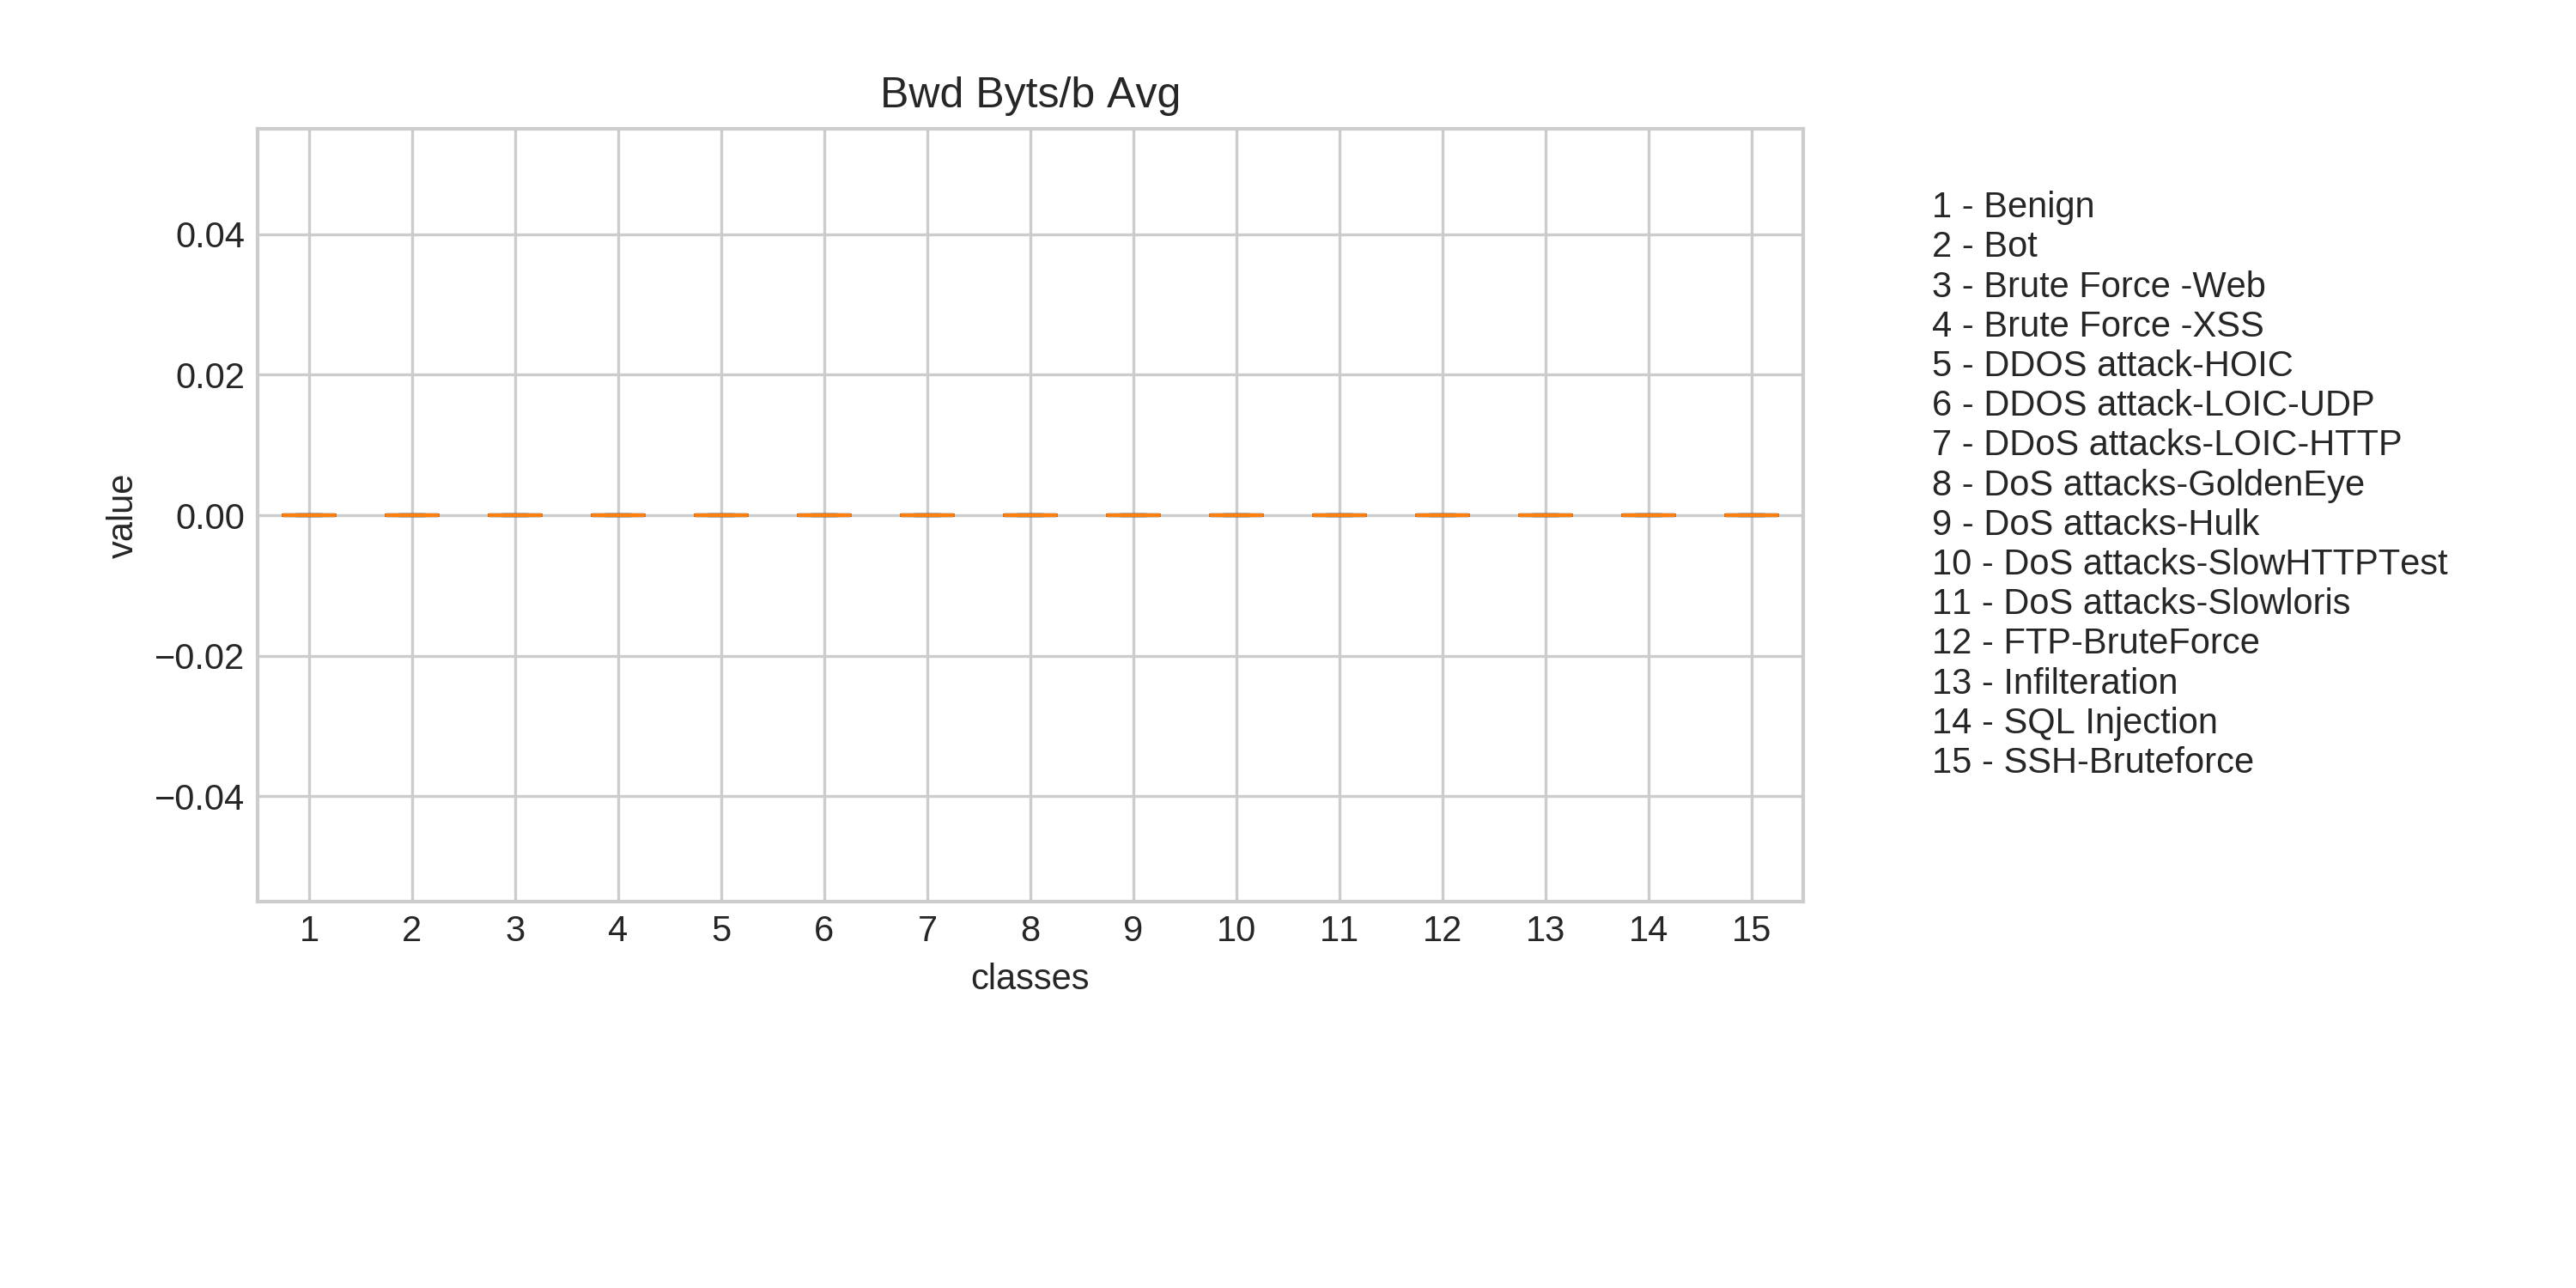 Bwd Byts/b Avg
0.04
0.02
0.00
−0.02
−0.04
value
1 2 3 4 5 6 7 8 9 10 11 12 13 14 15
classes
1 - Benign
2 - Bot
3 - Brute Force -Web
4 - Brute Force -XSS
5 - DDOS attack-HOIC
6 - DDOS attack-LOIC-UDP
7 - DDoS attacks-LOIC-HTTP
8 - DoS attacks-GoldenEye
9 - DoS attacks-Hulk
10 - DoS attacks-SlowHTTPTest
11 - DoS attacks-Slowloris
12 - FTP-BruteForce
13 - Infilteration
14 - SQL Injection
15 - SSH-Bruteforce